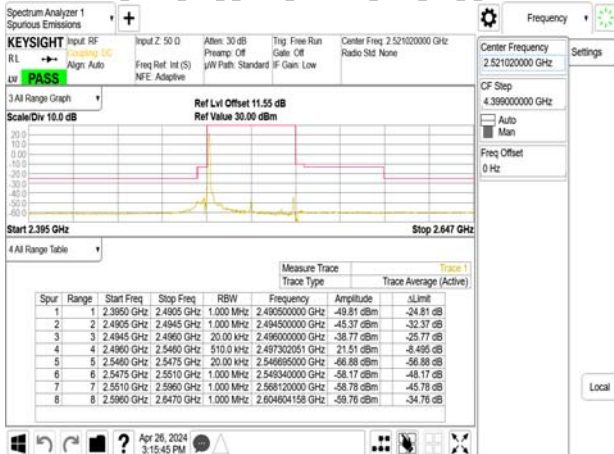 Spectrum Analyzer 1
Spurious Emissions
Frequency
KEYSIGHT Input: RF Input Z: 50 Ω Atten: 30 dB Trig: Free Run Center Freq: 2.521020000 GHz
RL Coupling: DC Preamp: Off Gate: Off Radio Std: None
Align: Auto Freq Ref: Int (S) µW Path: Standard IF Gain: Low
LV PASS NFE: Adaptive
Center Frequency
2.521020000 GHz
Settings
CF Step
4.399000000 GHz
Auto
Man
Freq Offset
0 Hz
Local
3 All Range Graph
Ref Lvl Offset 11.55 dB
Scale/Div 10.0 dB Ref Value 30.00 dBm
20.0
10.0
0.00
-10.0
-20.0
-30.0
-40.0
-50.0
-60.0
Start 2.395 GHz Stop 2.647 GHz
4 All Range Table
Measure Trace Trace 1
Trace Type Trace Average (Active)
Spur Range Start Freq Stop Freq RBW Frequency Amplitude ΔLimit
1 1 2.3950 GHz 2.4905 GHz 1.000 MHz 2.490500000 GHz -49.81 dBm -24.81 dB
2 2 2.4905 GHz 2.4945 GHz 1.000 MHz 2.494500000 GHz -45.37 dBm -32.37 dB
3 3 2.4945 GHz 2.4960 GHz 20.00 kHz 2.496000000 GHz -38.77 dBm -25.77 dB
4 4 2.4960 GHz 2.5460 GHz 510.0 kHz 2.497302051 GHz 21.51 dBm -8.495 dB
5 5 2.5460 GHz 2.5475 GHz 20.00 kHz 2.546695000 GHz -66.88 dBm -56.88 dB
6 6 2.5475 GHz 2.5510 GHz 1.000 MHz 2.549340000 GHz -58.17 dBm -48.17 dB
7 7 2.5510 GHz 2.5960 GHz 1.000 MHz 2.568120000 GHz -58.78 dBm -45.78 dB
8 8 2.5960 GHz 2.6470 GHz 1.000 MHz 2.604604158 GHz -59.76 dBm -34.76 dB
Apr 26, 2024
3:15:45 PM